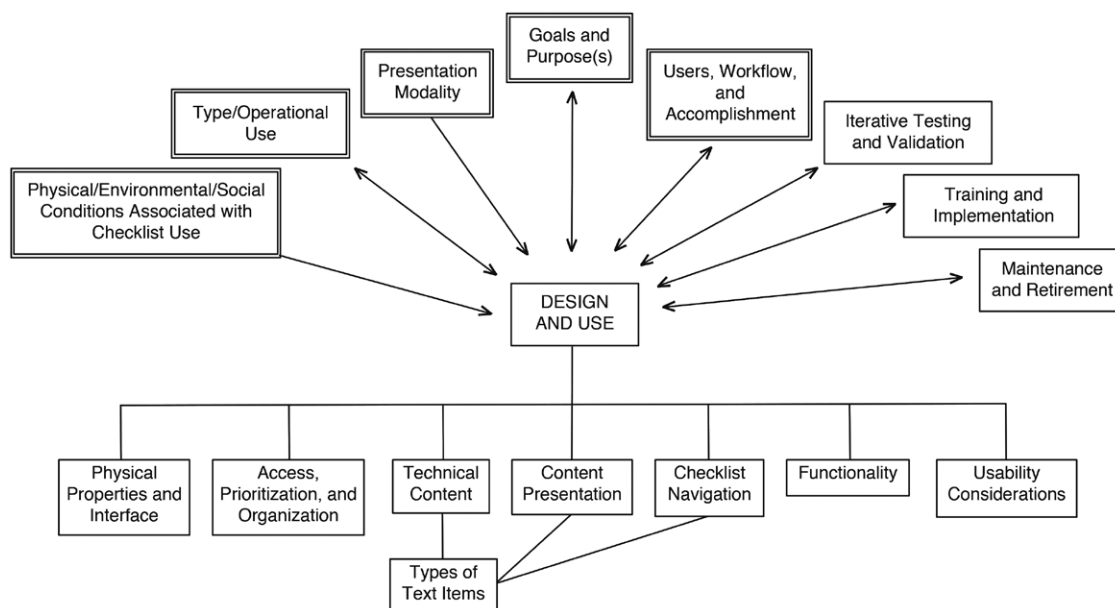 Goals and
Purpose(s)
Presentation
Modality
Users, Workflow,
and
Accomplishment
Type/Operational
Use
Iterative Testing
and Validation
Physical/Environmental/Social
Conditions Associated with
Checklist Use
Training and
Implementation
Maintenance
and Retirement
DESIGN
AND USE
Physical
Properties and
Interface
Access,
Prioritization, and
Organization
Technical
Content
Content
Presentation
Checklist
Navigation
Functionality
Usability
Considerations
Types of
Text Items